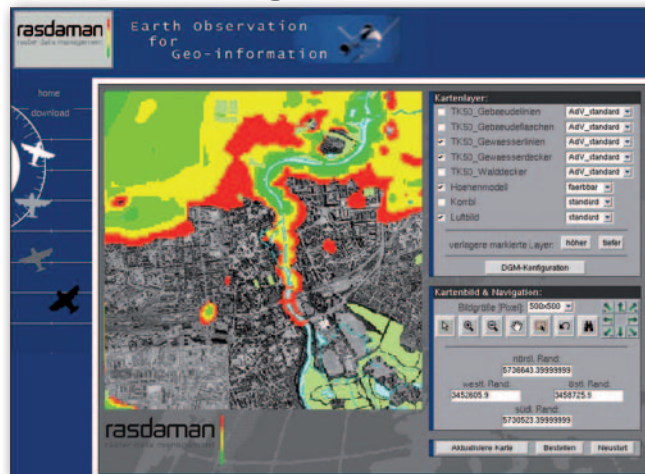 rasdaman
raster data management
Earth Observation
for
Geo-information
home
download
Kartenlayer:
TK50_Gebaeudelinien AdV_standard
TK50_Gebaeudeflaechen AdV_standard
TK50_Gewaesserlinien AdV_standard
TK50_Gewaesserdecker AdV_standard
TK50_Walddecker AdV_standard
Hoehenmodell faerbbar
Kombi standard
Luftbild standard
verlegere markierte Layer: höher tiefer
DGM-Konfiguration
Kartenbild & Navigation:
Bildgröße [Pixel]: 500x500
nördl. Rand:
5736643.39999999
westl. Rand: östl. Rand:
3452605.9 3458725.9
südl. Rand:
5730523.39999999
rasdaman
raster data management
Aktualisiere Karte Bestellen Neustart